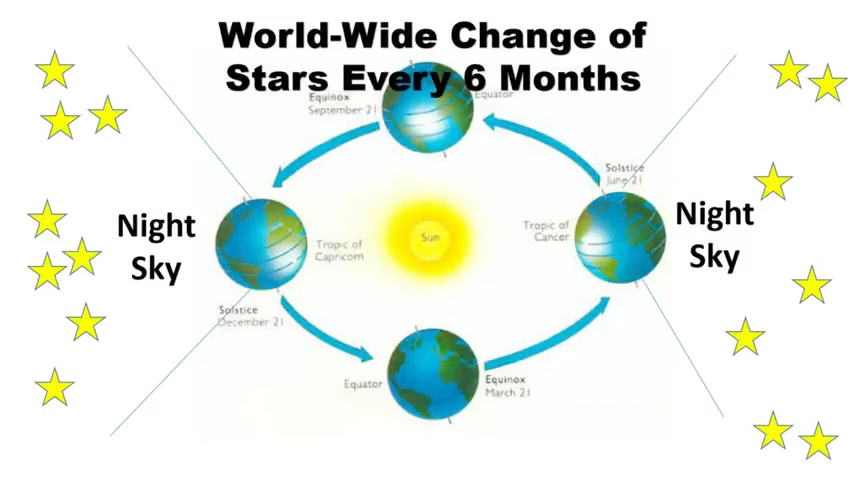 World-Wide Change of
Stars Every 6 Months
Equinox
September 21
Equator
Solstice
June 21
Night
Sky
Tropic of
Capricorn
Sun
Tropic of
Cancer
Night
Sky
Solstice
December 21
Equator
Equinox
March 21